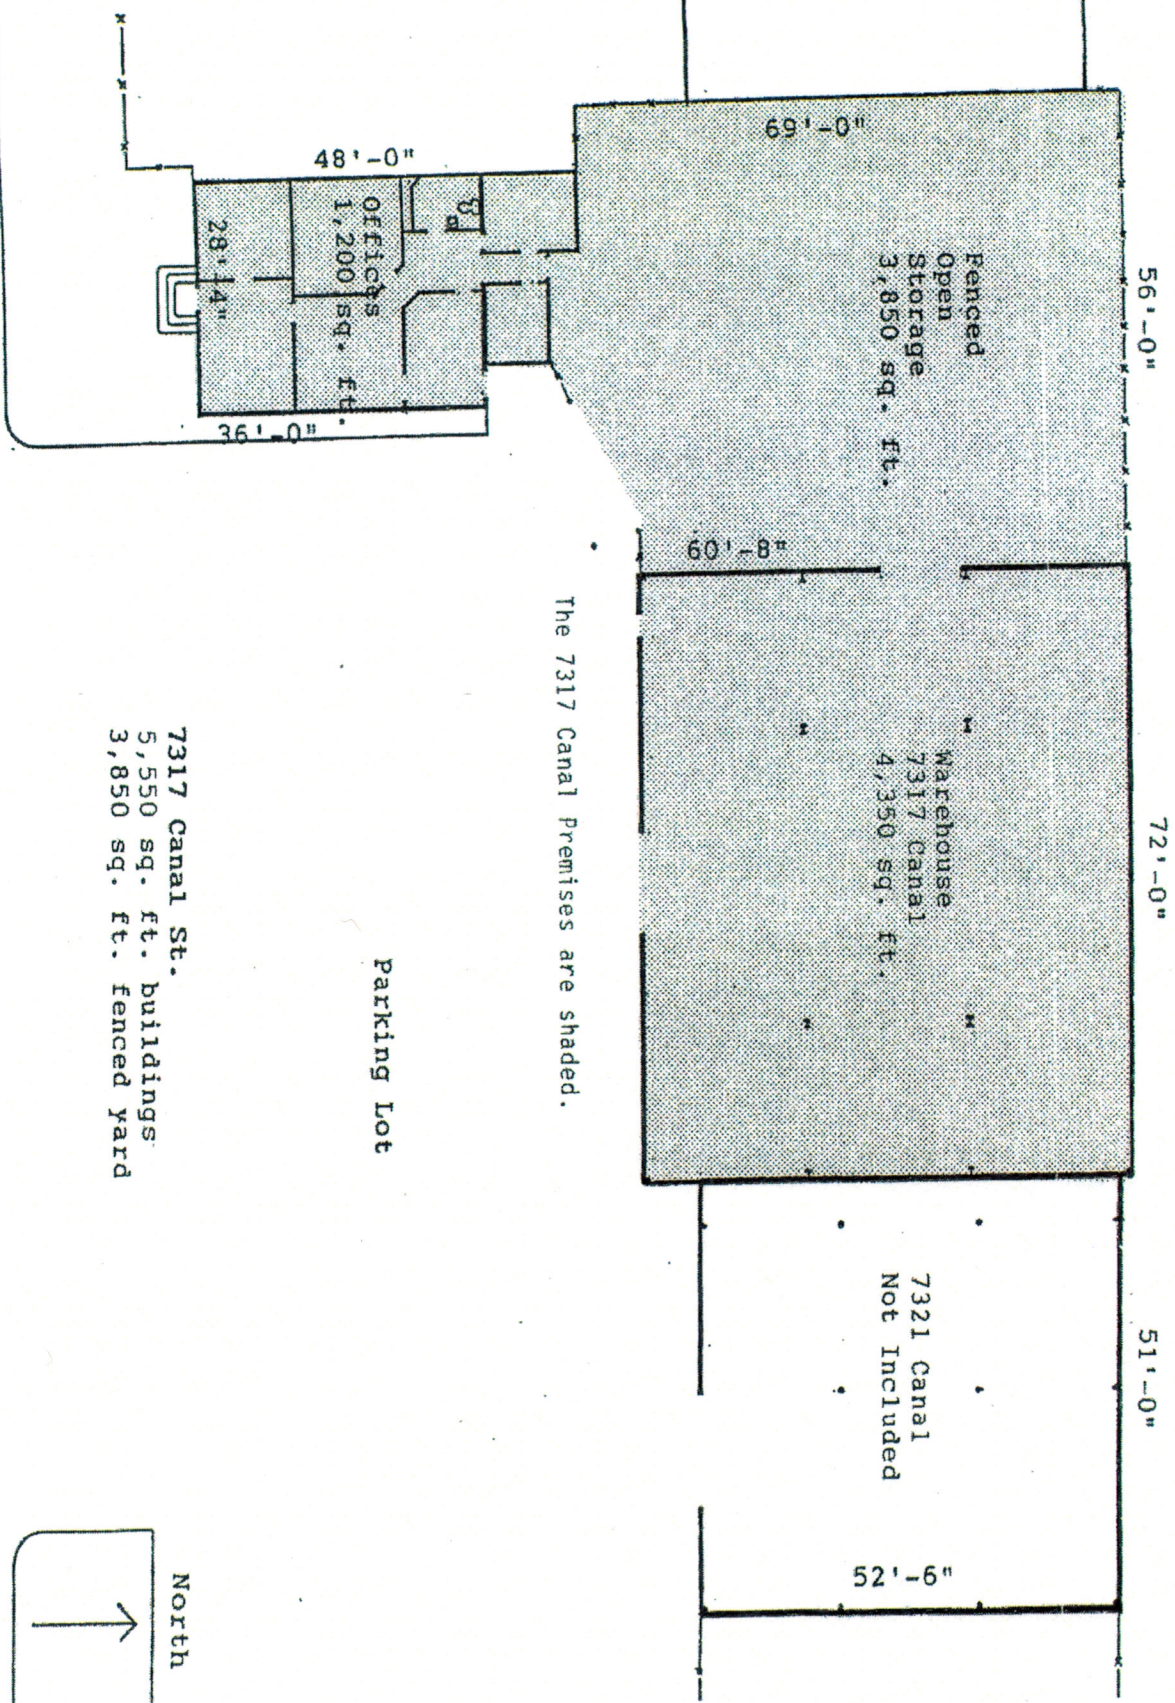 56'-0"
72'-0"
51'-0"
69'-0"
Fenced
Open
Storage
3,850 sq. ft.
60'-8"
Warehouse
7317 Canal
4,350 sq. ft.
7321 Canal
Not Included
52'-6"
48'-0"
Offices
1,200 sq. ft.
28'-4"
36'-0"
The 7317 Canal Premises are shaded.
Parking Lot
7317 Canal St.
5,550 sq. ft. buildings
3,850 sq. ft. fenced yard
North